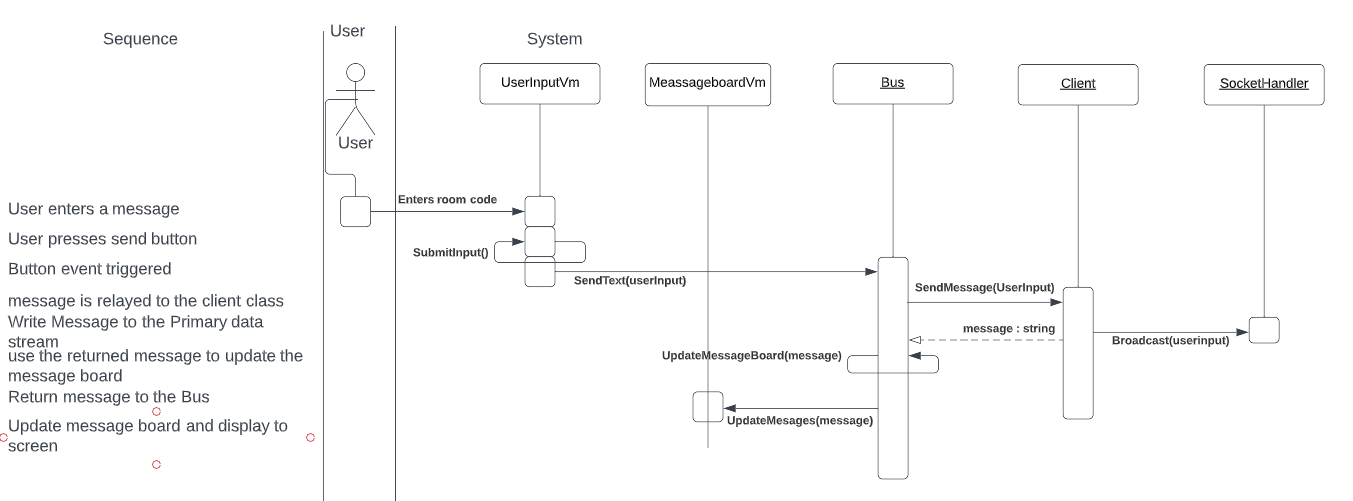 Sequence
User
System
User
UserInputVm
MeassageboardVm
Bus
Client
SocketHandler
User enters a message
Enters room code
User presses send button
SubmitInput()
Button event triggered
SendText(userInput)
message is relayed to the client class
SendMessage(UserInput)
Write Message to the Primary data
stream
message : string
Broadcast(userinput)
use the returned message to update the
message board
UpdateMessageBoard(message)
Return message to the Bus
Update message board and display to
screen
UpdateMesages(message)